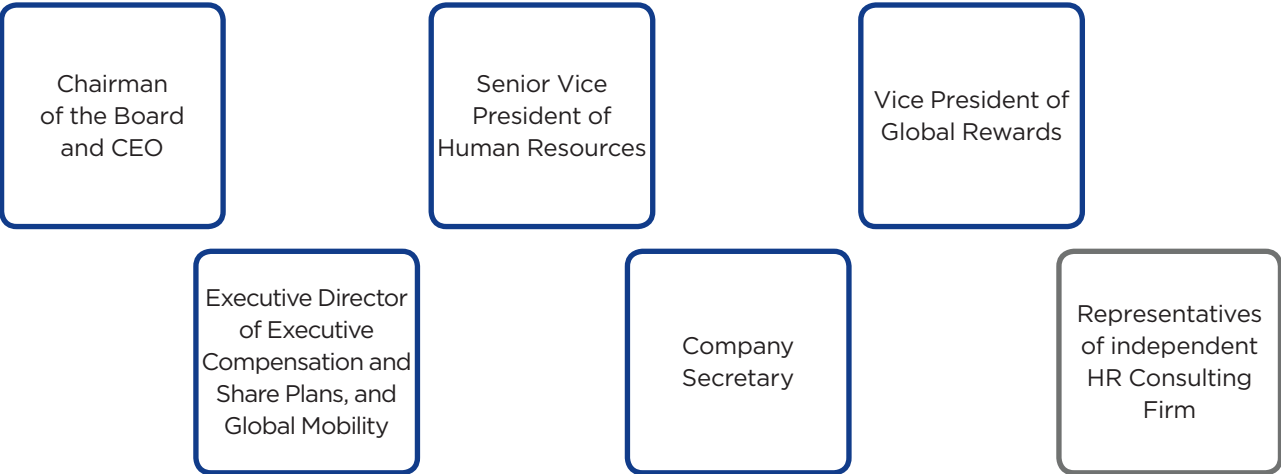 Chairman
of the Board
and CEO
Senior Vice
President of
Human Resources
Vice President of
Global Rewards
Executive Director
of Executive
Compensation and
Share Plans, and
Global Mobility
Company
Secretary
Representatives
of independent
HR Consulting
Firm